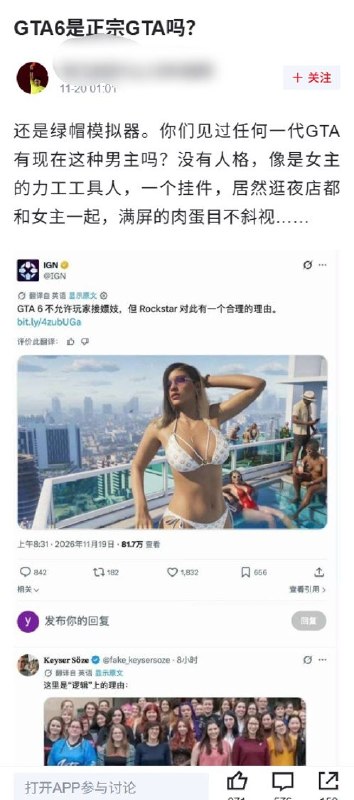 GTA6是正宗GTA吗?
11-20 01:01
+ 关注
还是绿帽模拟器。你们见过任何一代GTA
有现在这种男主吗?没有人格,像是女主
的力工工具人,一个挂件,居然逛夜店都
和女主一起,满屏的肉蛋目不斜视……
IGN
@IGN
翻译自 英语 显示原文
GTA 6 不允许玩家接嫖妓,但 Rockstar 对此有一个合理的理由。
bit.ly/4zubUGa
评价此翻译:
上午8:31 · 2026年11月19日 · 81.7万 查看
842
182
1,832
656
相关
查看引用
y
发布你的回复
回复
Keyser Söze @fake_keysersoze · 8小时
翻译自 英语 显示原文
这里是“逻辑”上的理由:
打开APP参与讨论